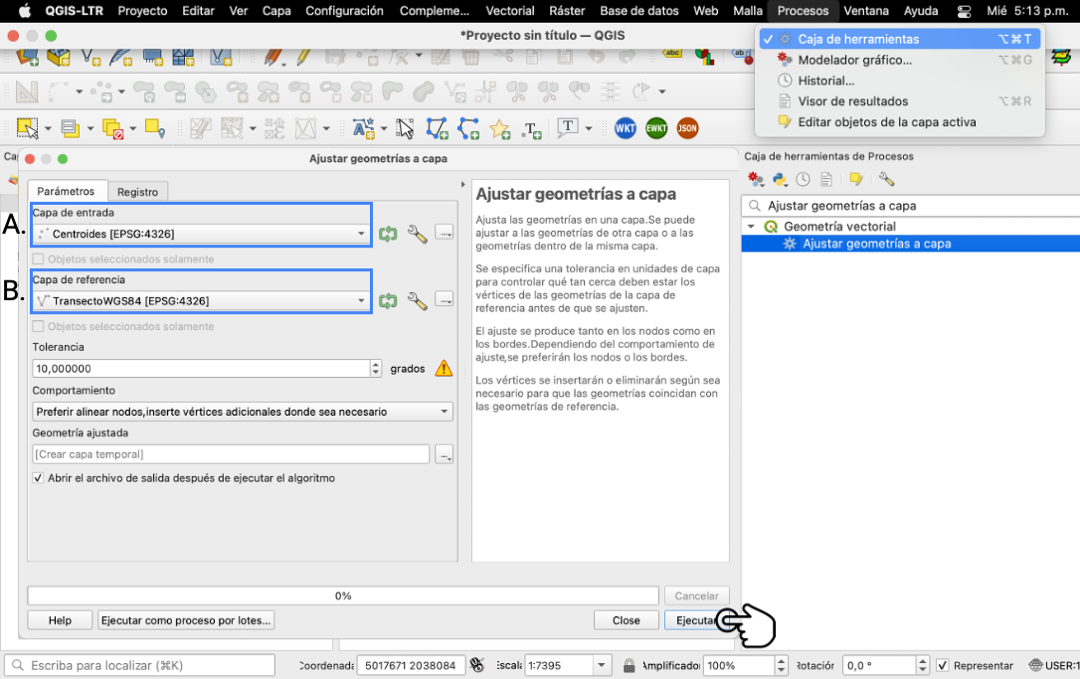 QGIS-LTR Proyecto Editar Ver Capa Configuración Compleme... Vectorial Ráster Base de datos Web Malla Procesos Ventana Ayuda Mié 5:13 p.m.
*Proyecto sin título — QGIS
Caja de herramientas ⌥⌘T
Modelador gráfico... ⌥⌘G
Historial...
Visor de resultados ⌥⌘R
Editar objetos de la capa activa
abc ab
WKT EWKT JSON
Ca
Ajustar geometrías a capa
Caja de herramientas de Procesos
Parámetros Registro
Ajustar geometrías a capa
Geometría vectorial
Ajustar geometrías a capa
A.
Capa de entrada
Centroides [EPSG:4326]
Objetos seleccionados solamente
B.
Capa de referencia
TransectoWGS84 [EPSG:4326]
Objetos seleccionados solamente
Tolerancia
10,000000 grados
Comportamiento
Preferir alinear nodos,inserte vértices adicionales donde sea necesario
Geometría ajustada
[Crear capa temporal]
Abrir el archivo de salida después de ejecutar el algoritmo
Ajustar geometrías a capa
Ajusta las geometrías en una capa.Se puede
ajustar a las geometrías de otra capa o a las
geometrías dentro de la misma capa.
Se especifica una tolerancia en unidades de capa
para controlar qué tan cerca deben estar los
vértices de las geometrías de la capa de
referencia antes de que se ajusten.
El ajuste se produce tanto en los nodos como en
los bordes.Dependiendo del comportamiento de
ajuste,se preferirán los nodos o los bordes.
Los vértices se insertarán o eliminarán según sea
necesario para que las geometrías coincidan con
las geometrías de referencia.
0%
Cancelar
Help Ejecutar como proceso por lotes... Close Ejecutar
Escriba para localizar (⌘K) Coordenada 5017671 2038084 Escala 1:7395 Amplificador 100% Rotación 0,0 ° Representar USER:1